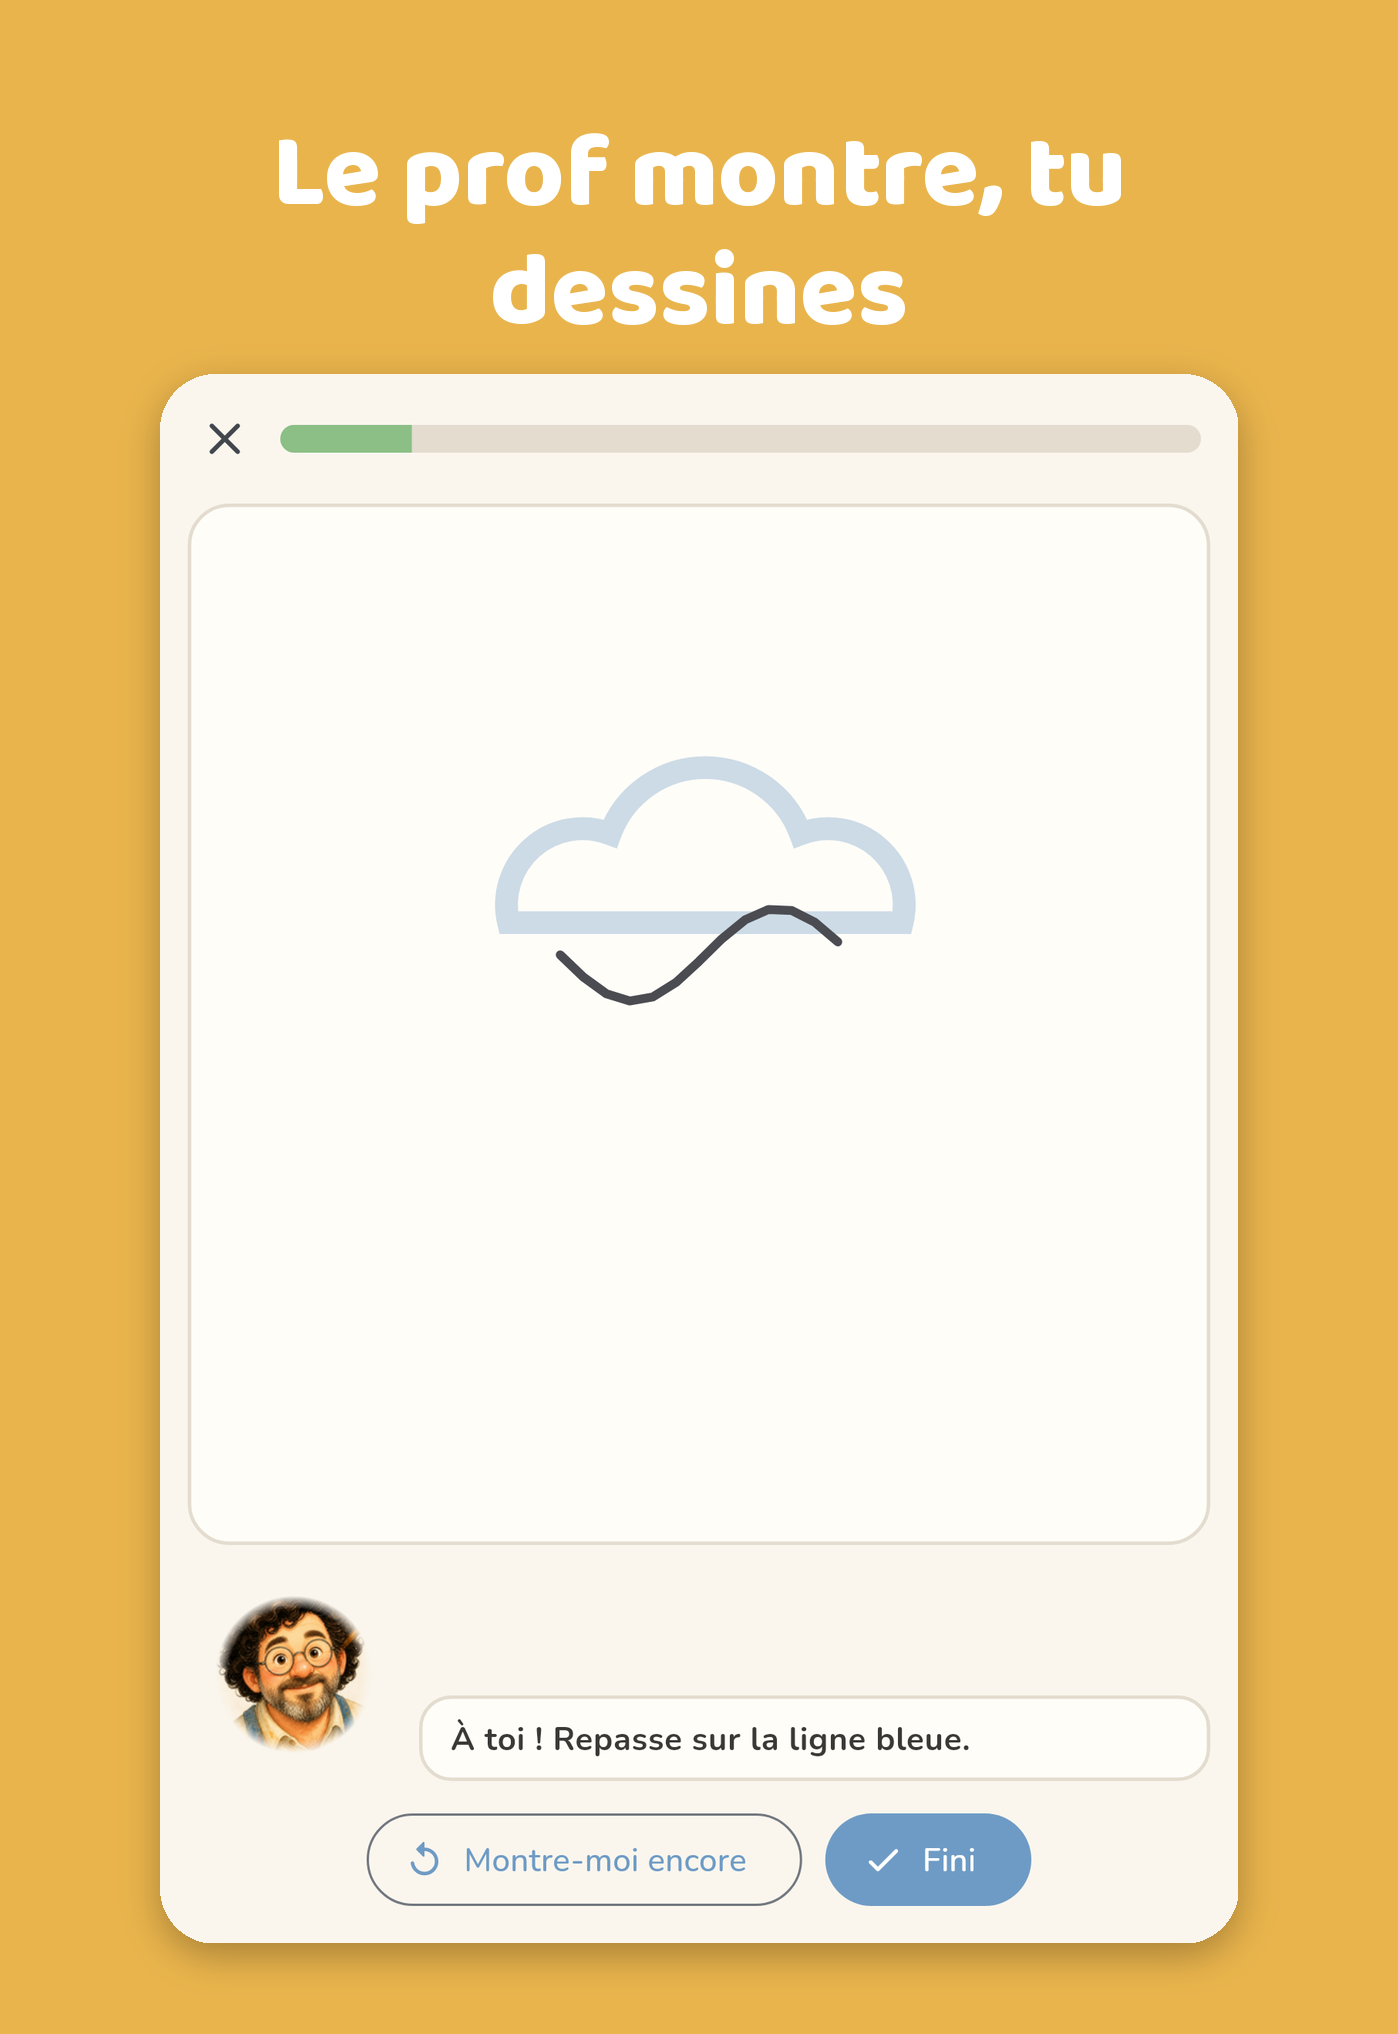 Le prof montre, tu
dessines
À toi ! Repasse sur la ligne bleue.
Montre-moi encore
Fini